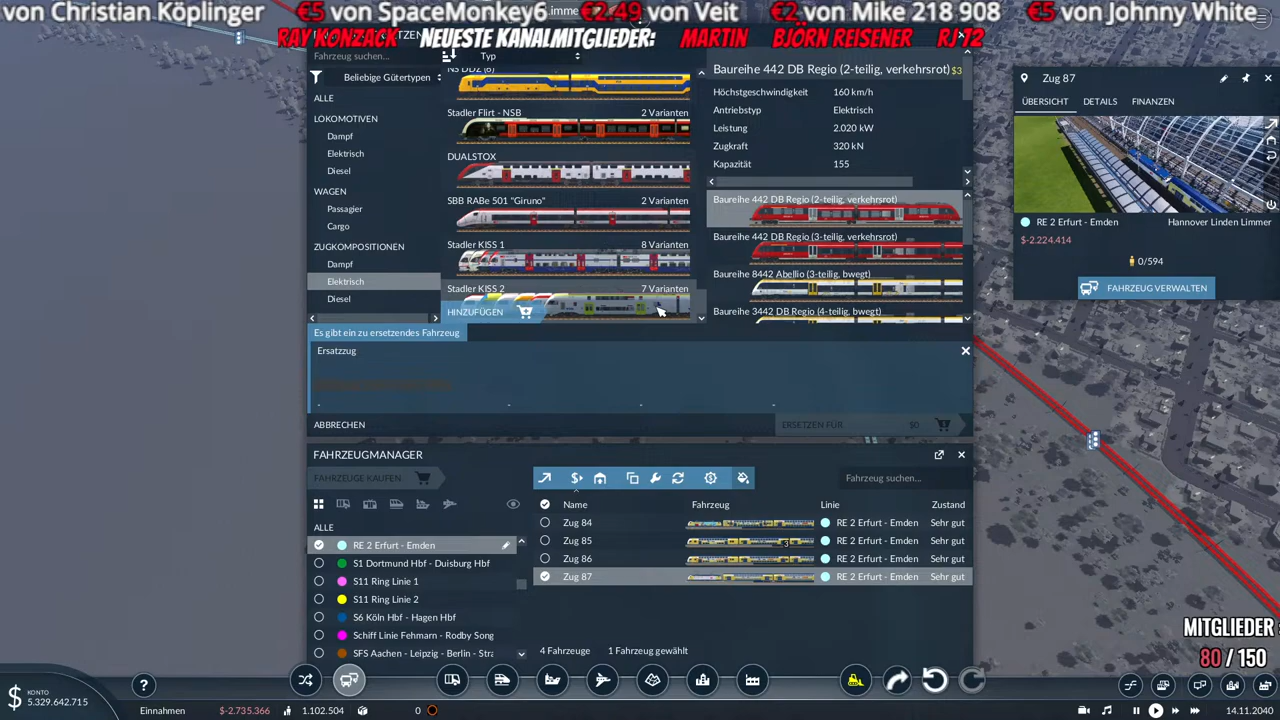 von Christian Köplinger €5 von SpaceMonkey6 €2.49 von Veit €2 von Mike 218 908 €5 von Johnny White
RAY KONZACK NEUESTE KANALMITGLIEDER: MARTIN BJÖRN REISENER RJ 72
Fahrzeug suchen...
Typ
Beliebige Gütertypen
ALLE
LOKOMOTIVEN
Dampf
Elektrisch
Diesel
WAGEN
Passagier
Cargo
ZUGKOMPOSITIONEN
Dampf
Elektrisch
Diesel
NS DDZ (6)
Stadler Flirt - NSB 2 Varianten
DUALSTOX
SBB RABe 501 "Giruno" 2 Varianten
Stadler KISS 1 8 Varianten
Stadler KISS 2 7 Varianten
HINZUFÜGEN
Baureihe 442 DB Regio (2-teilig, verkehrsrot) $3
Höchstgeschwindigkeit 160 km/h
Antriebstyp Elektrisch
Leistung 2.020 kW
Zugkraft 320 kN
Kapazität 155
Baureihe 442 DB Regio (2-teilig, verkehrsrot)
Baureihe 442 DB Regio (3-teilig, verkehrsrot)
Baureihe 8442 Abellio (3-teilig, bwegt)
Baureihe 3442 DB Regio (4-teilig, bwegt)
Es gibt ein zu ersetzendes Fahrzeug
Ersatzzug
- - - -
ABBRECHEN
ERSETZEN FÜR $0
Zug 87
ÜBERSICHT DETAILS FINANZEN
RE 2 Erfurt - Emden Hannover Linden Limmer
$-2.224.414
0/594
FAHRZEUG VERWALTEN
FAHRZEUGMANAGER
FAHRZEUGE KAUFEN
Fahrzeug suchen...
ALLE
RE 2 Erfurt - Emden
S1 Dortmund Hbf - Duisburg Hbf
S11 Ring Linie 1
S11 Ring Linie 2
S6 Köln Hbf - Hagen Hbf
Schiff Linie Fehmarn - Rodby Song
SFS Aachen - Leipzig - Berlin - Stra
Name Fahrzeug Linie Zustand
Zug 84 RE 2 Erfurt - Emden Sehr gut
Zug 85 RE 2 Erfurt - Emden Sehr gut
Zug 86 RE 2 Erfurt - Emden Sehr gut
Zug 87 RE 2 Erfurt - Emden Sehr gut
4 Fahrzeuge 1 Fahrzeug gewählt
MITGLIEDER
80 / 150
$ KONTO
5.329.642.715
?
Einnahmen $-2.735.366 1.102.504 0
14.11.2040